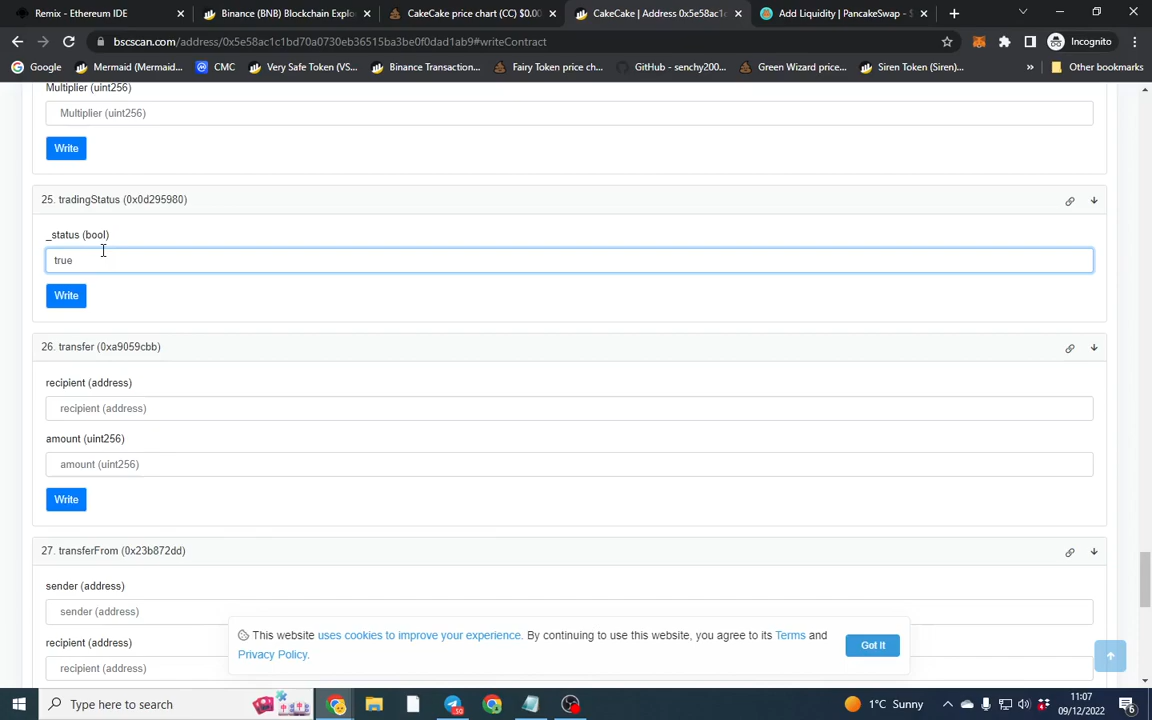 Remix - Ethereum IDE
Binance (BNB) Blockchain Explo
CakeCake price chart (CC) $0.00
CakeCake | Address 0x5e58ac1c
Add Liquidity | PancakeSwap - $
bscscan.com/address/0x5e58ac1c1bd70a0730eb36515ba3be0f0dad1ab9#writeContract
Incognito
Google
Mermaid (Mermaid...
CMC
Very Safe Token (VS...
Binance Transaction...
Fairy Token price ch...
GitHub - senchy200...
Green Wizard price...
Siren Token (Siren)...
»
Other bookmarks
Multiplier (uint256)
Multiplier (uint256)
Write
25. tradingStatus (0x0d295980)
_status (bool)
true
Write
26. transfer (0xa9059cbb)
recipient (address)
recipient (address)
amount (uint256)
amount (uint256)
Write
27. transferFrom (0x23b872dd)
sender (address)
sender (address)
recipient (address)
recipient (address)
This website uses cookies to improve your experience. By continuing to use this website, you agree to its Terms and
Privacy Policy.
Got It
Type here to search
1°C Sunny
11:07
09/12/2022
6